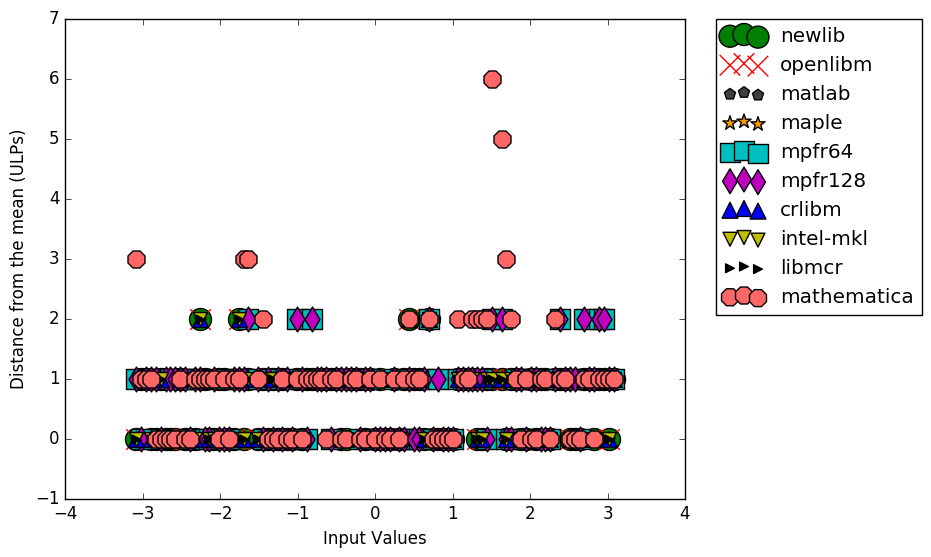 7
6
5
4
3
2
1
0
−1
Distance from the mean (ULPs)
−4 −3 −2 −1 0 1 2 3 4
Input Values
newlib
openlibm
matlab
maple
mpfr64
mpfr128
crlibm
intel-mkl
libmcr
mathematica